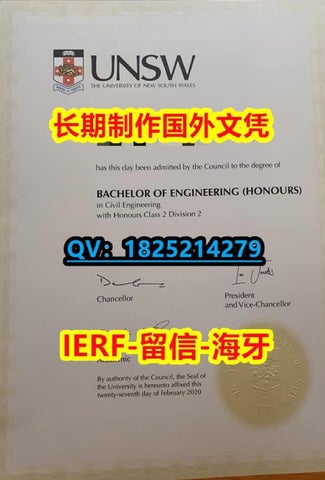 UNSW
THE UNIVERSITY OF NEW SOUTH WALES
长期制作国外文凭
has this day been admitted by the Council to the degree of
BACHELOR OF ENGINEERING (HONOURS)
in Civil Engineering
with Honours Class 2 Division 2
QV：1825214279
Chancellor
President
and Vice-Chancellor
IERF-留信-海牙
Academic
By authority of the Council, the Seal of
the University is hereunto affixed this
twenty-seventh day of February 2020